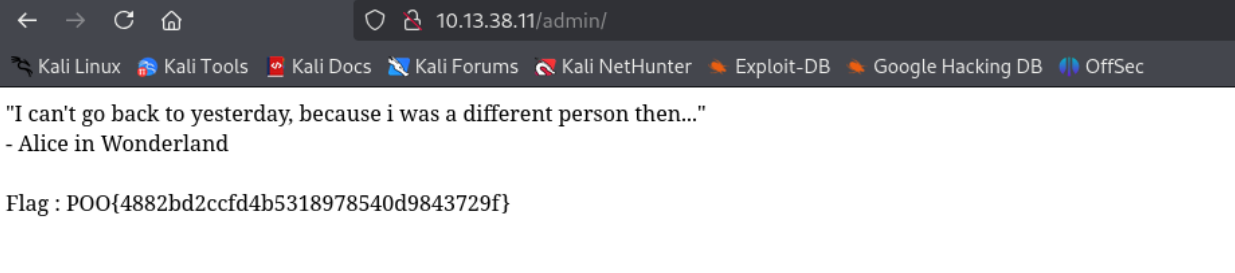 10.13.38.11/admin/
Kali Linux Kali Tools Kali Docs Kali Forums Kali NetHunter Exploit-DB Google Hacking DB OffSec
"I can't go back to yesterday, because i was a different person then..."
- Alice in Wonderland
Flag : POO{4882bd2ccfd4b5318978540d9843729f}